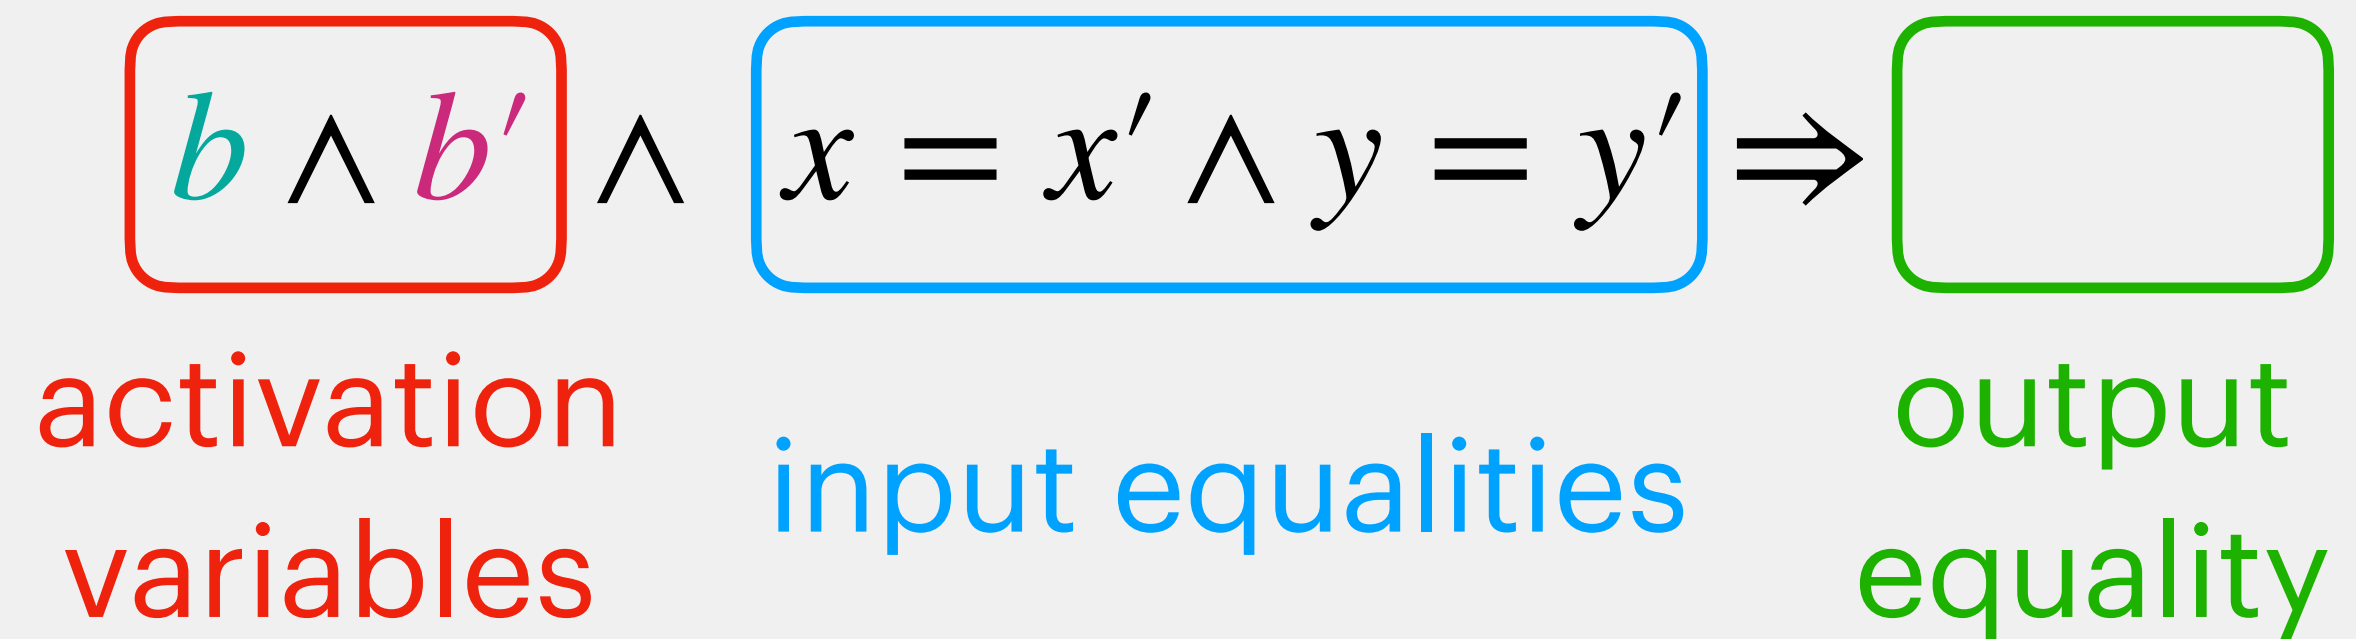 b ∧ b′ ∧ x = x′ ∧ y = y′ ⇒
activation
variables
input equalities
output
equality